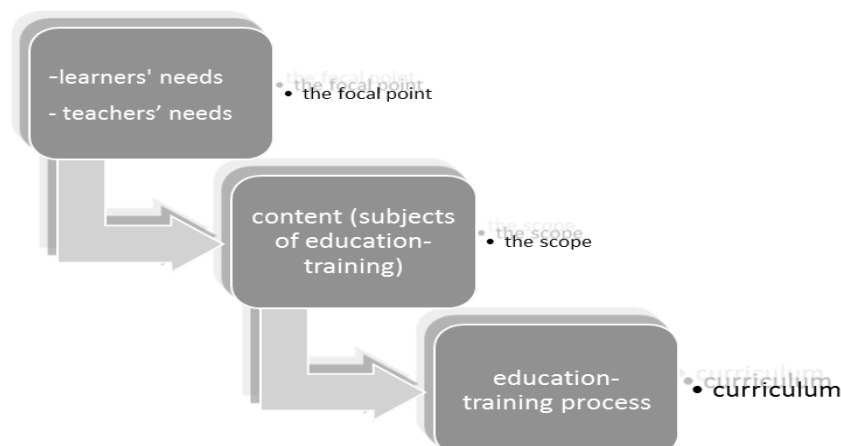 -learners' needs
- teachers’ needs
• the focal point
content (subjects
of education-
training)
• the scope
education-
training process
• curriculum